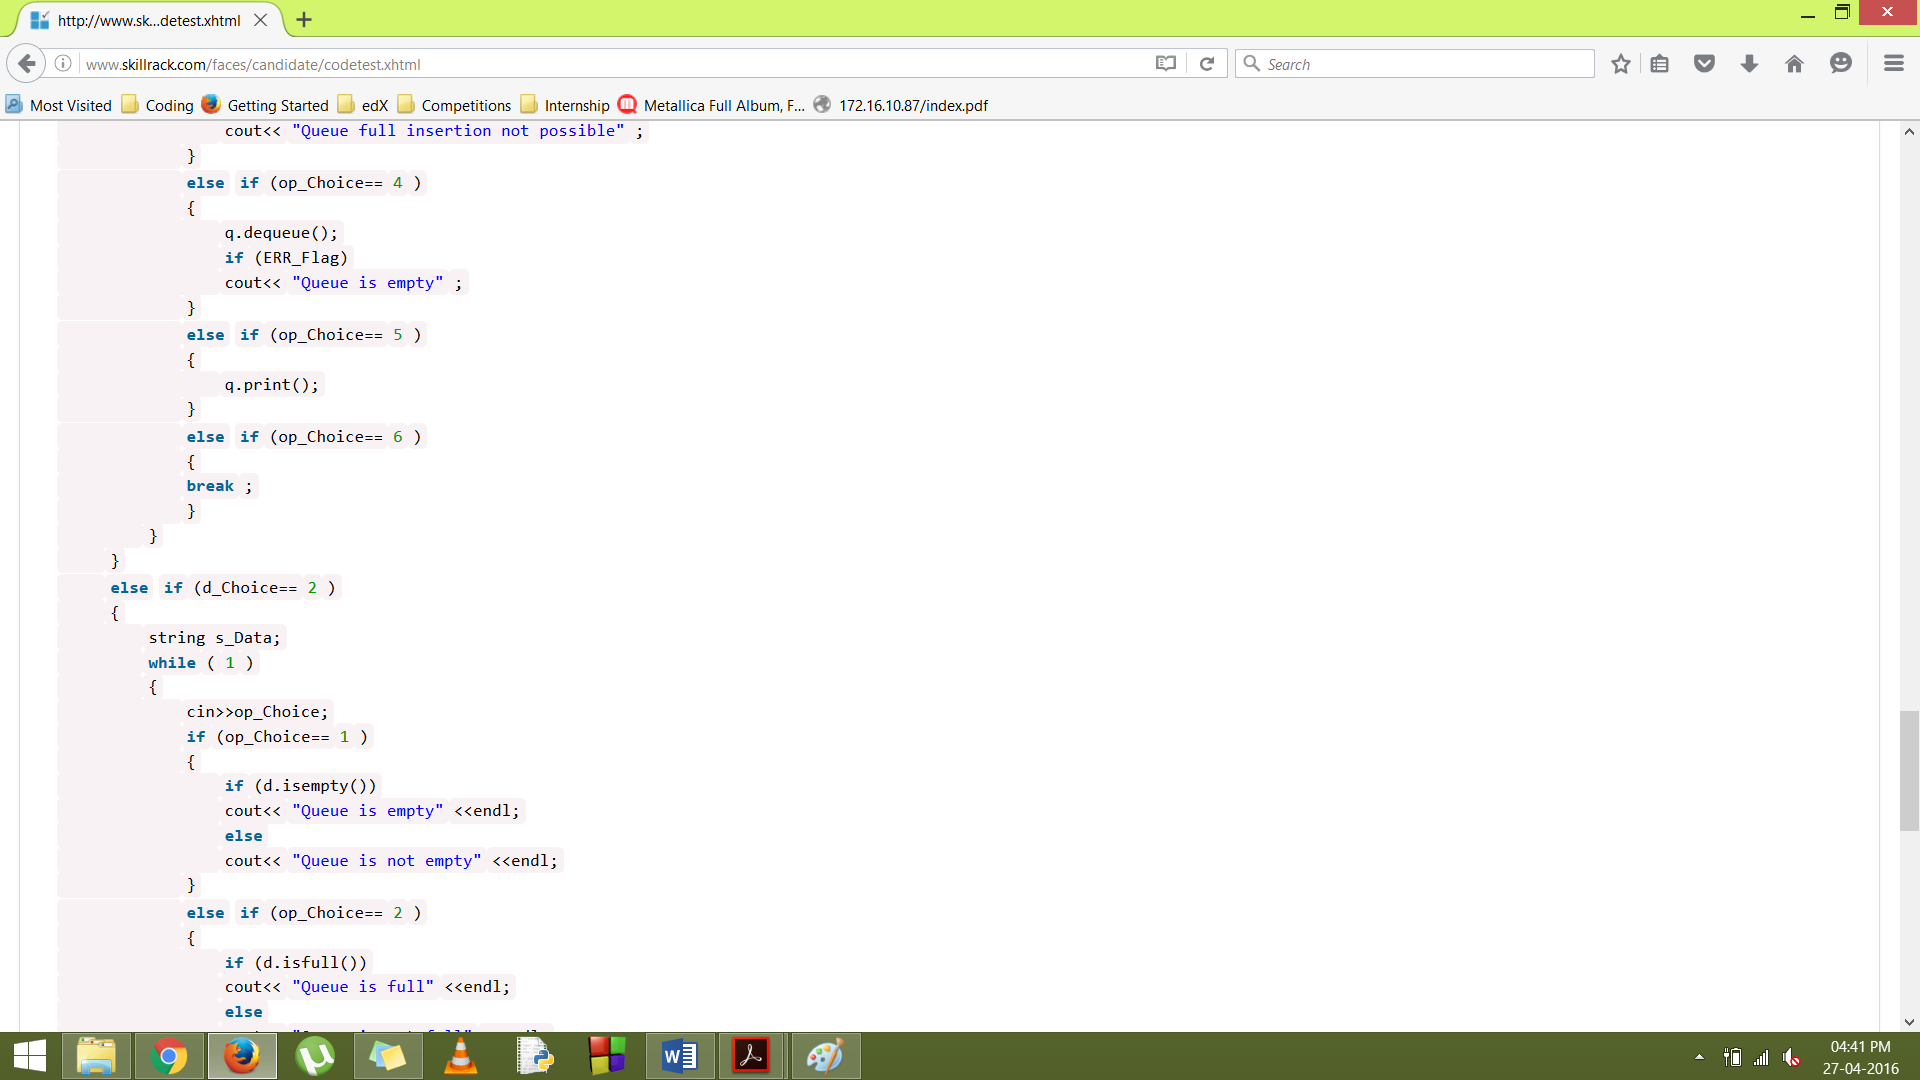 http://www.sk...detest.xhtml
www.skillrack.com/faces/candidate/codetest.xhtml
Search
Most Visited Coding Getting Started edX Competitions Internship Metallica Full Album, F... 172.16.10.87/index.pdf
cout<< "Queue full insertion not possible" ;
}
else if (op_Choice== 4 )
{
q.dequeue();
if (ERR_Flag)
cout<< "Queue is empty" ;
}
else if (op_Choice== 5 )
{
q.print();
}
else if (op_Choice== 6 )
{
break ;
}
}
}
else if (d_Choice== 2 )
{
string s_Data;
while ( 1 )
{
cin>>op_Choice;
if (op_Choice== 1 )
{
if (d.isempty())
cout<< "Queue is empty" <<endl;
else
cout<< "Queue is not empty" <<endl;
}
else if (op_Choice== 2 )
{
if (d.isfull())
cout<< "Queue is full" <<endl;
else
04:41 PM
27-04-2016